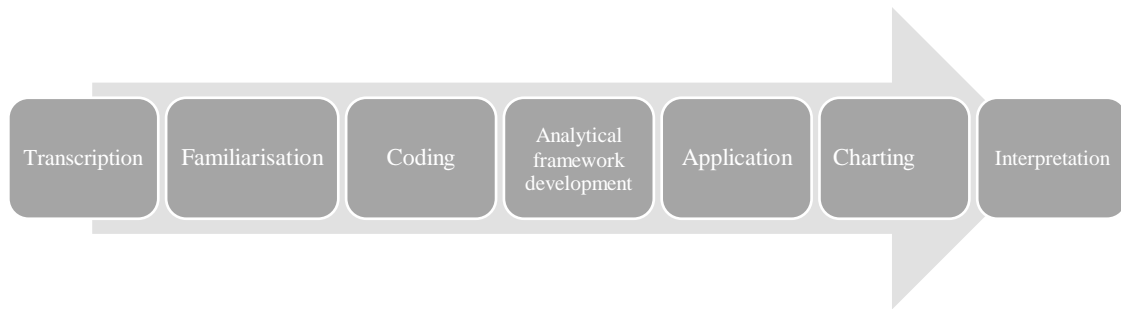 Transcription
Familiarisation
Coding
Analytical
framework
development
Application
Charting
Interpretation